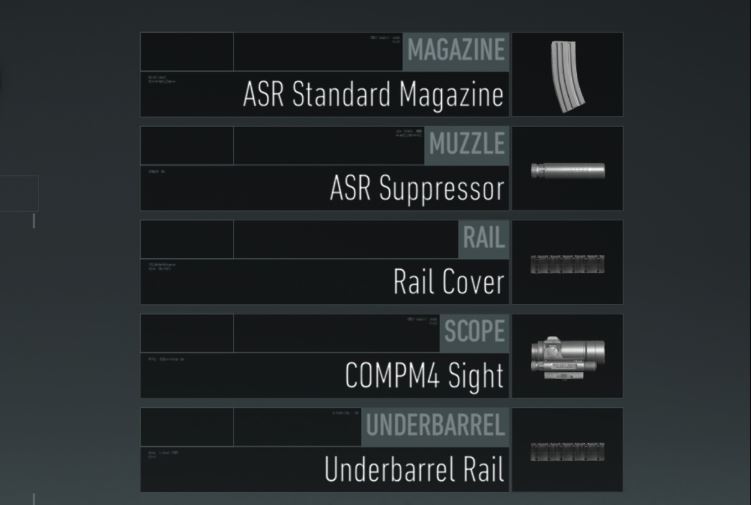 MAGAZINE
ASR Standard Magazine
MUZZLE
ASR Suppressor
RAIL
Rail Cover
SCOPE
COMPM4 Sight
UNDERBARREL
Underbarrel Rail